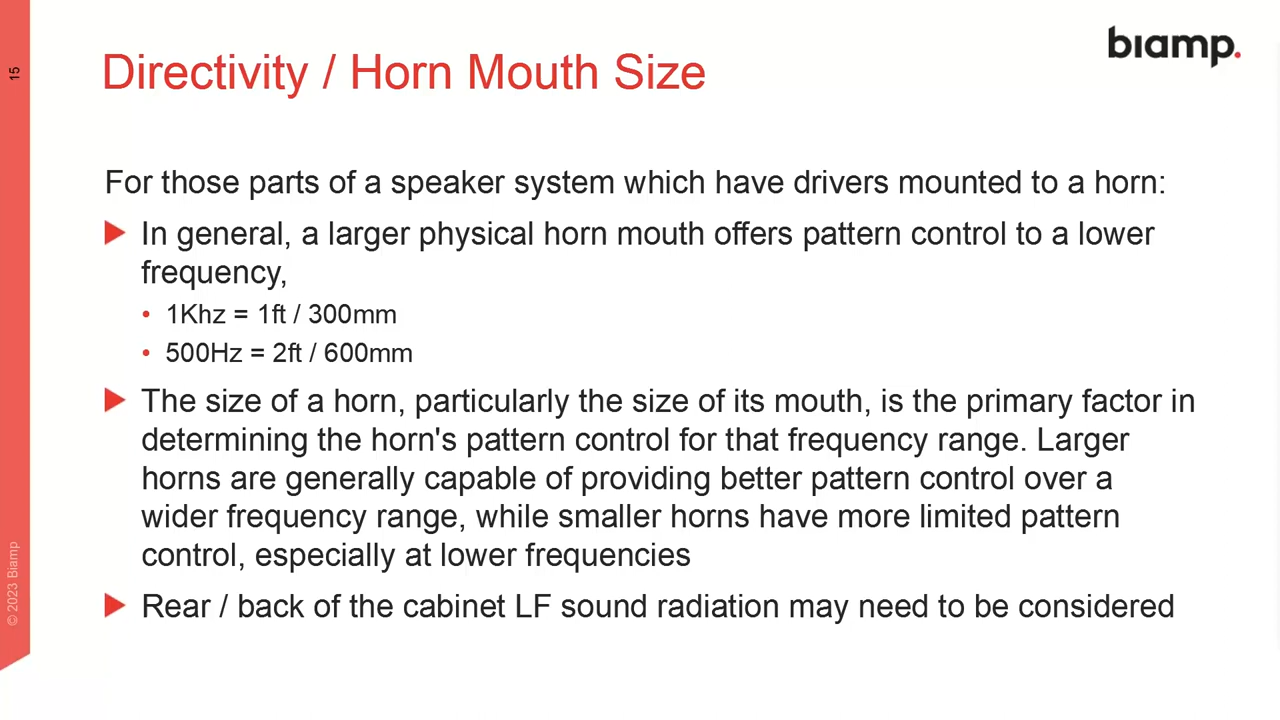 15
biamp.
Directivity / Horn Mouth Size
For those parts of a speaker system which have drivers mounted to a horn:
In general, a larger physical horn mouth offers pattern control to a lower
frequency,
• 1Khz = 1ft / 300mm
• 500Hz = 2ft / 600mm
The size of a horn, particularly the size of its mouth, is the primary factor in
determining the horn's pattern control for that frequency range. Larger
horns are generally capable of providing better pattern control over a
wider frequency range, while smaller horns have more limited pattern
control, especially at lower frequencies
Rear / back of the cabinet LF sound radiation may need to be considered
© 2023 Biamp